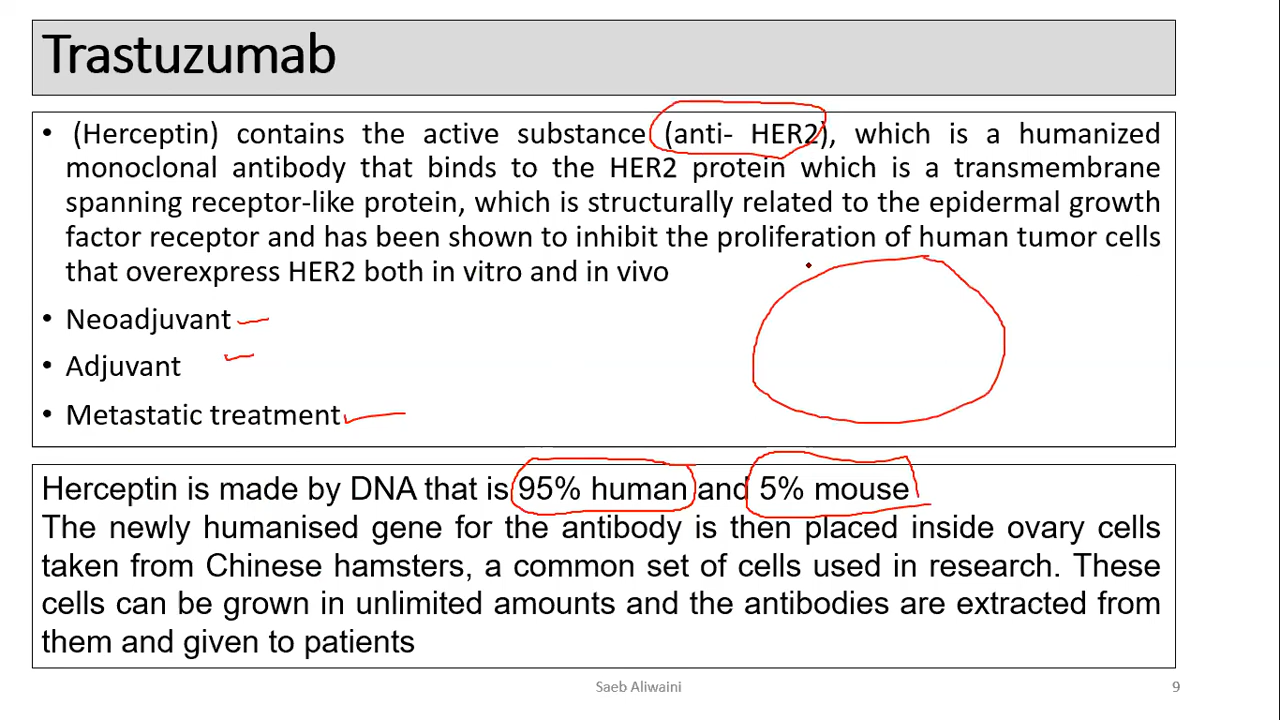 Trastuzumab
• (Herceptin) contains the active substance (anti- HER2), which is a humanized
monoclonal antibody that binds to the HER2 protein which is a transmembrane
spanning receptor-like protein, which is structurally related to the epidermal growth
factor receptor and has been shown to inhibit the proliferation of human tumor cells
that overexpress HER2 both in vitro and in vivo
• Neoadjuvant
• Adjuvant
• Metastatic treatment
Herceptin is made by DNA that is 95% human and 5% mouse
The newly humanised gene for the antibody is then placed inside ovary cells
taken from Chinese hamsters, a common set of cells used in research. These
cells can be grown in unlimited amounts and the antibodies are extracted from
them and given to patients
Saeb Aliwaini
9